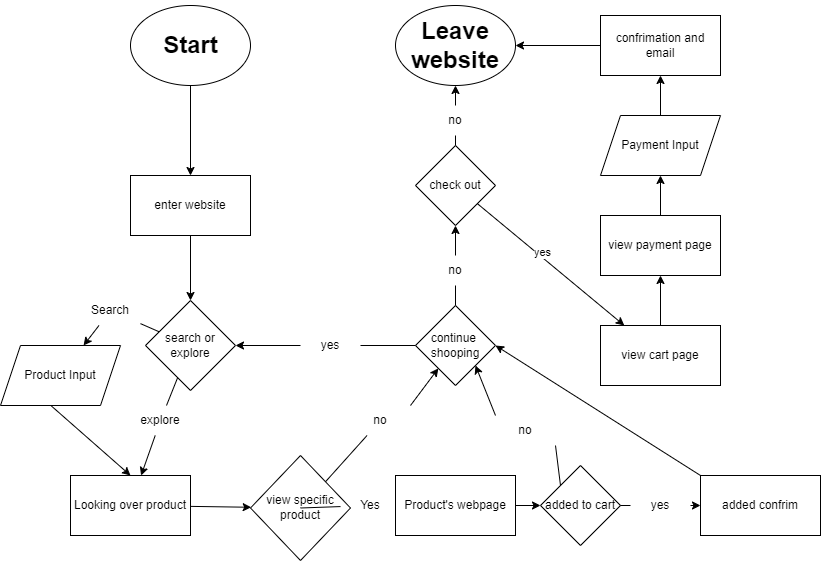 Start
Leave
website
confrimation and
email
no
Payment Input
check out
enter website
yes
view payment page
no
Search
search or
explore
yes
continue
shooping
view cart page
Product Input
explore
no
no
Looking over product
view specific
product
Yes
Product's webpage
added to cart
yes
added confrim